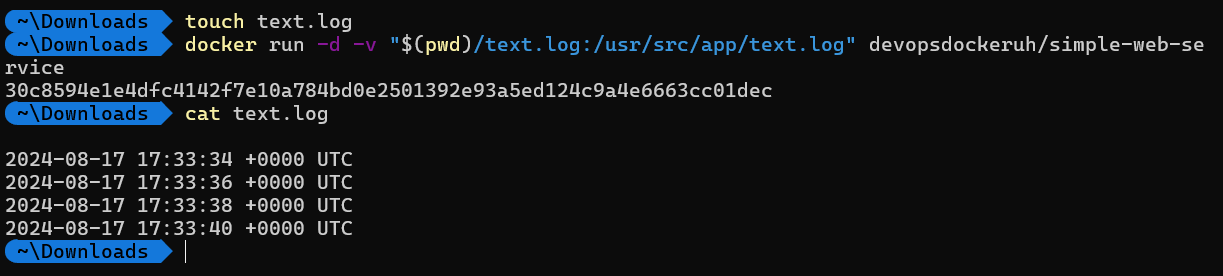 ~\Downloads touch text.log
~\Downloads docker run -d -v "$(pwd)/text.log:/usr/src/app/text.log" devopsdockeruh/simple-web-se
rvice
30c8594e1e4dfc4142f7e10a784bd0e2501392e93a5ed124c9a4e6663cc01dec
~\Downloads cat text.log
2024-08-17 17:33:34 +0000 UTC
2024-08-17 17:33:36 +0000 UTC
2024-08-17 17:33:38 +0000 UTC
2024-08-17 17:33:40 +0000 UTC
~\Downloads